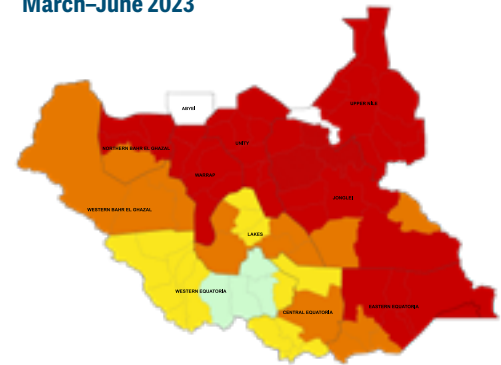 March–June 2023
UPPER NILE
ABYEI
UNITY
NORTHERN BAHR EL GHAZAL
WARRAP
JONGLEI
WESTERN BAHR EL GHAZAL
LAKES
WESTERN EQUATORIA
EASTERN EQUATORIA
CENTRAL EQUATORIA